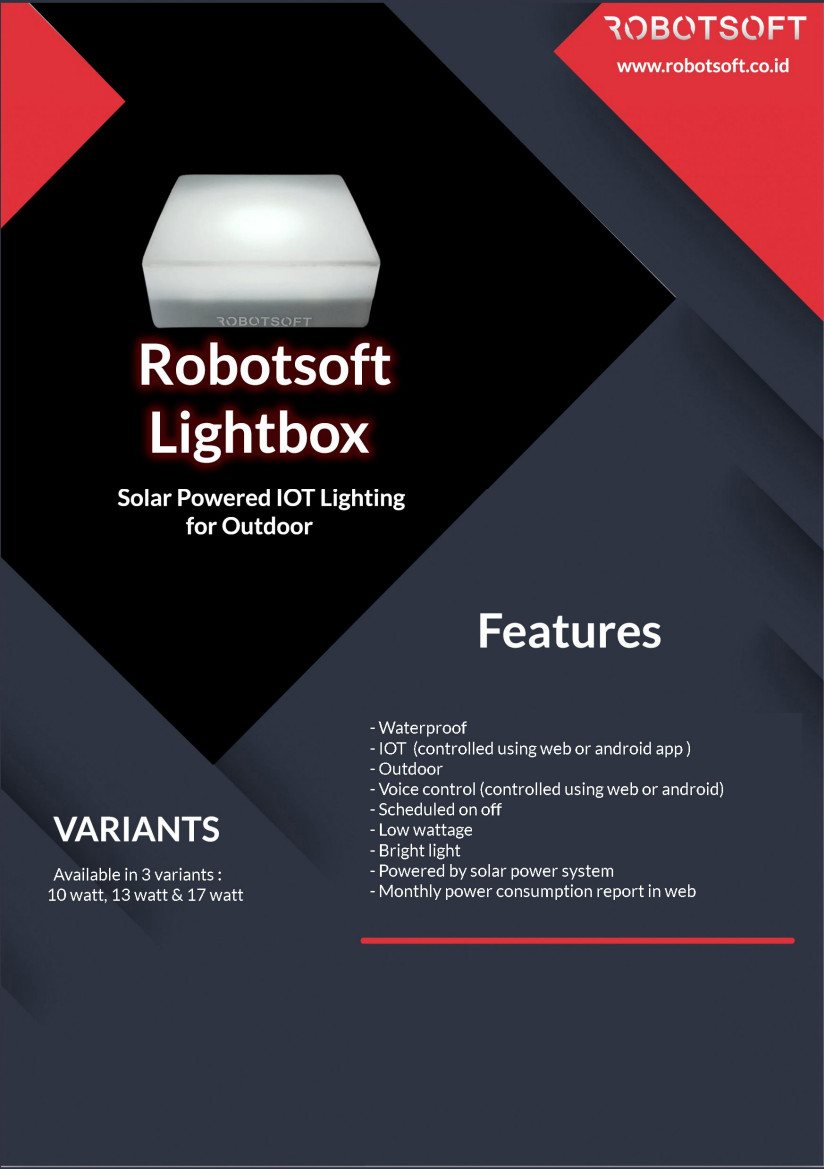 ROBOTSOFT
www.robotsoft.co.id
ROBOTSOFT
Robotsoft
Lightbox
Solar Powered IOT Lighting
for Outdoor
Features
- Waterproof
- IOT (controlled using web or android app )
- Outdoor
- Voice control (controlled using web or android)
- Scheduled on off
- Low wattage
- Bright light
- Powered by solar power system
- Monthly power consumption report in web
VARIANTS
Available in 3 variants :
10 watt, 13 watt & 17 watt